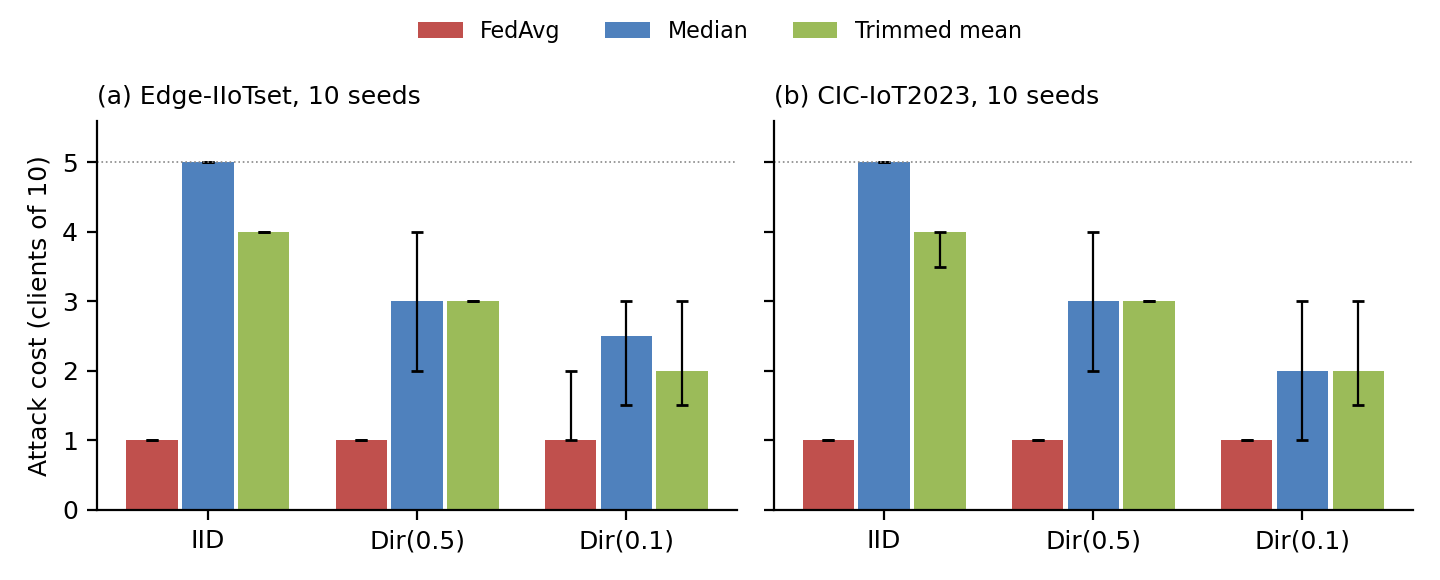 FedAvg Median Trimmed mean
(a) Edge-IIoTset, 10 seeds
Attack cost (clients of 10)
5
4
3
2
1
0
IID Dir(0.5) Dir(0.1)
(b) CIC-IoT2023, 10 seeds
IID Dir(0.5) Dir(0.1)